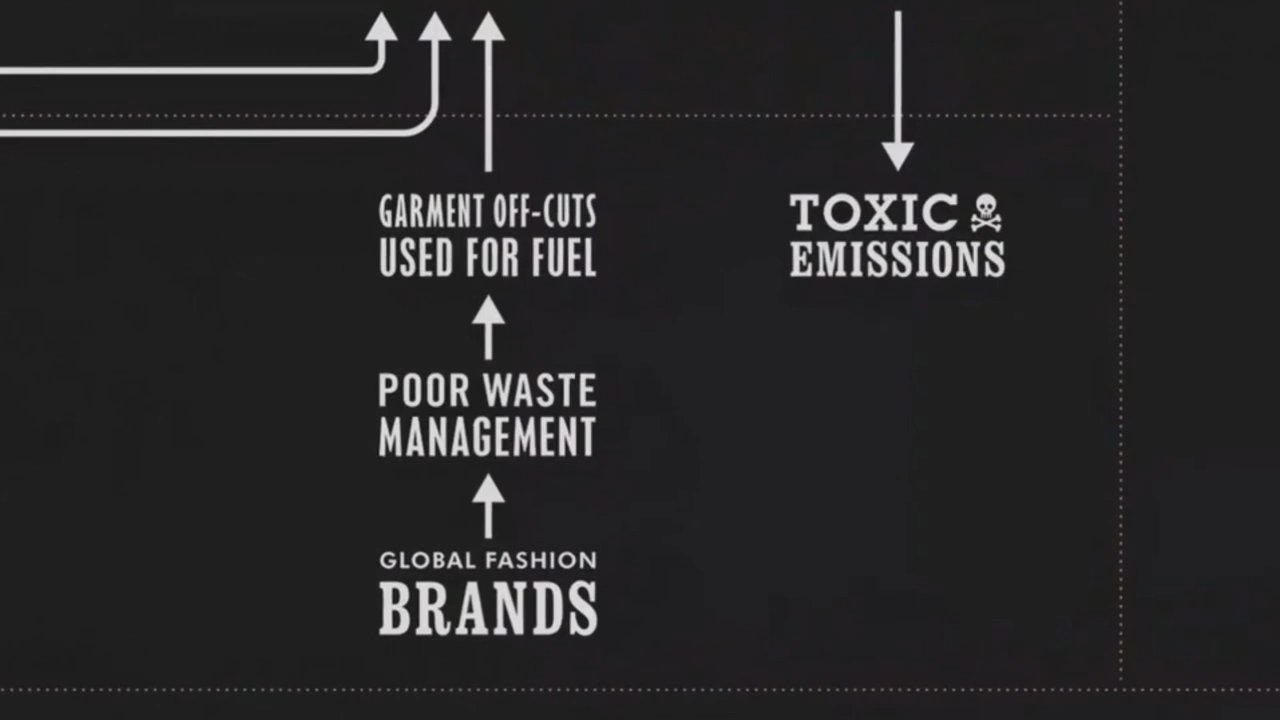 GARMENT OFF-CUTS
USED FOR FUEL
TOXIC
EMISSIONS
POOR WASTE
MANAGEMENT
GLOBAL FASHION
BRANDS